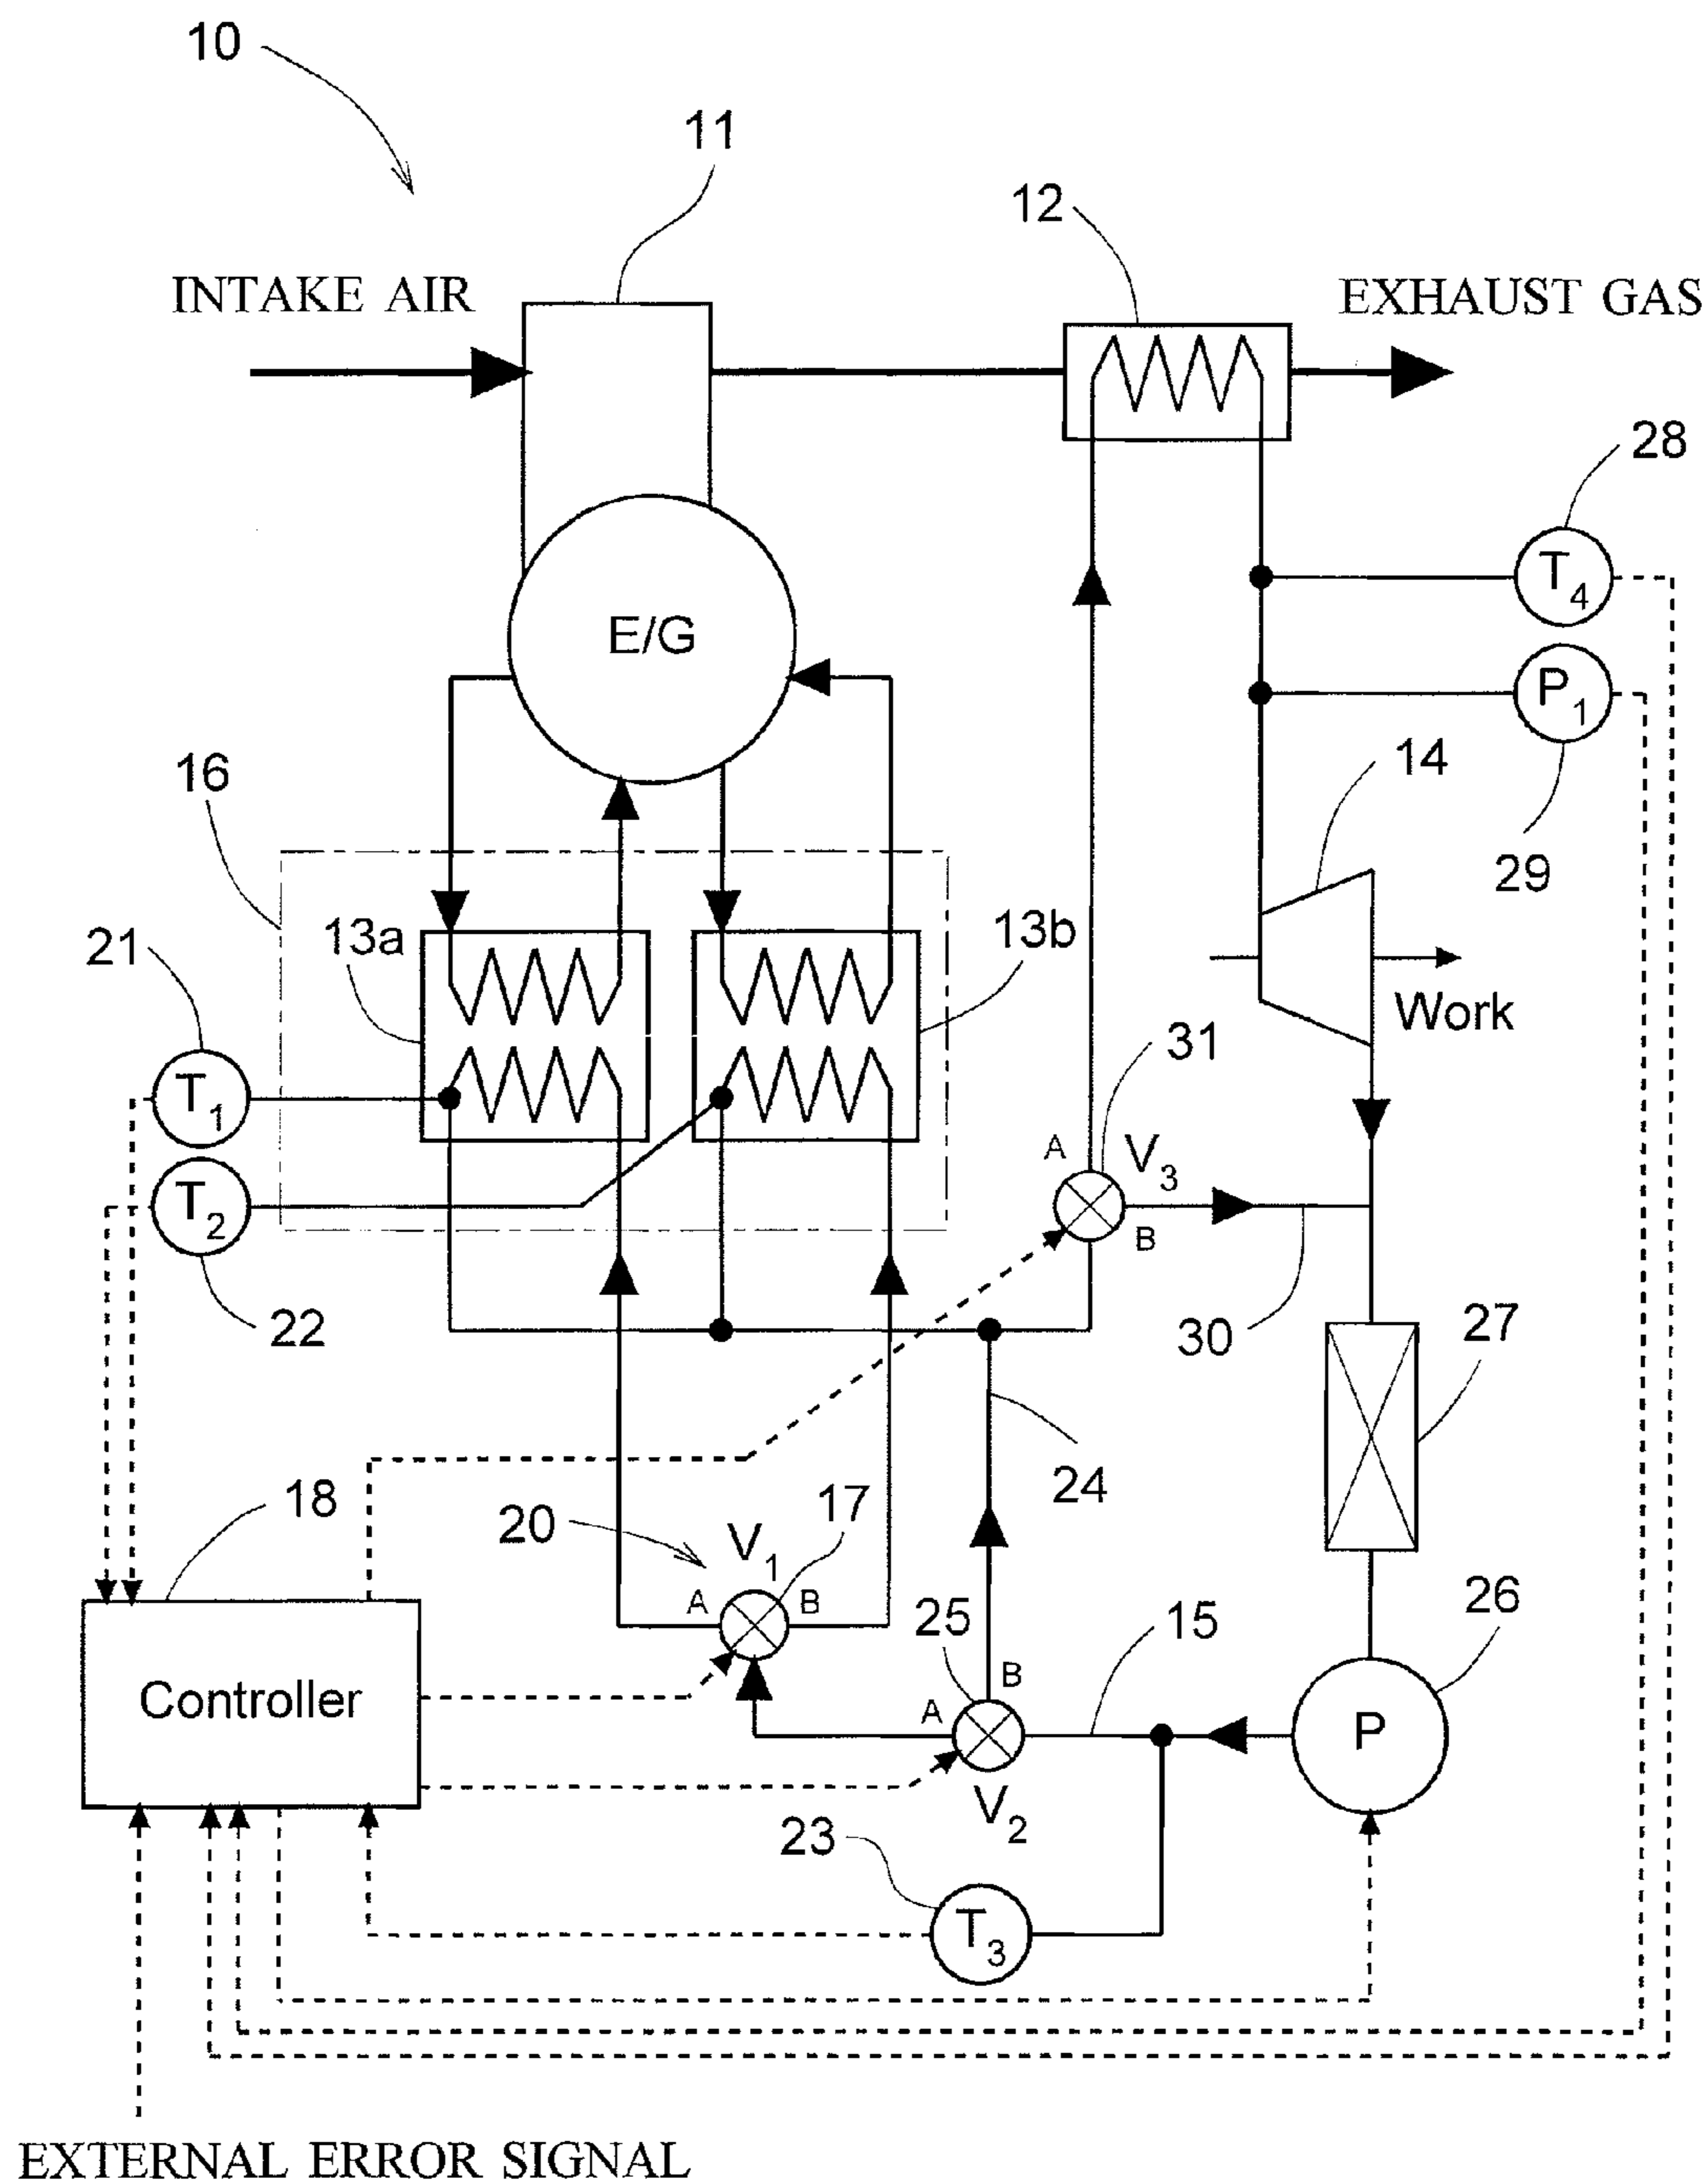 10
11
12
INTAKE AIR
EXHAUST GAS
28
T4
E/G
P1
14
16
29
13a
13b
21
Work
31
T1
A
V3
T2
B
22
30
27
24
18
17
20
V1
A
B
25
15
26
B
Controller
A
P
V2
23
T3
EXTERNAL ERROR SIGNAL